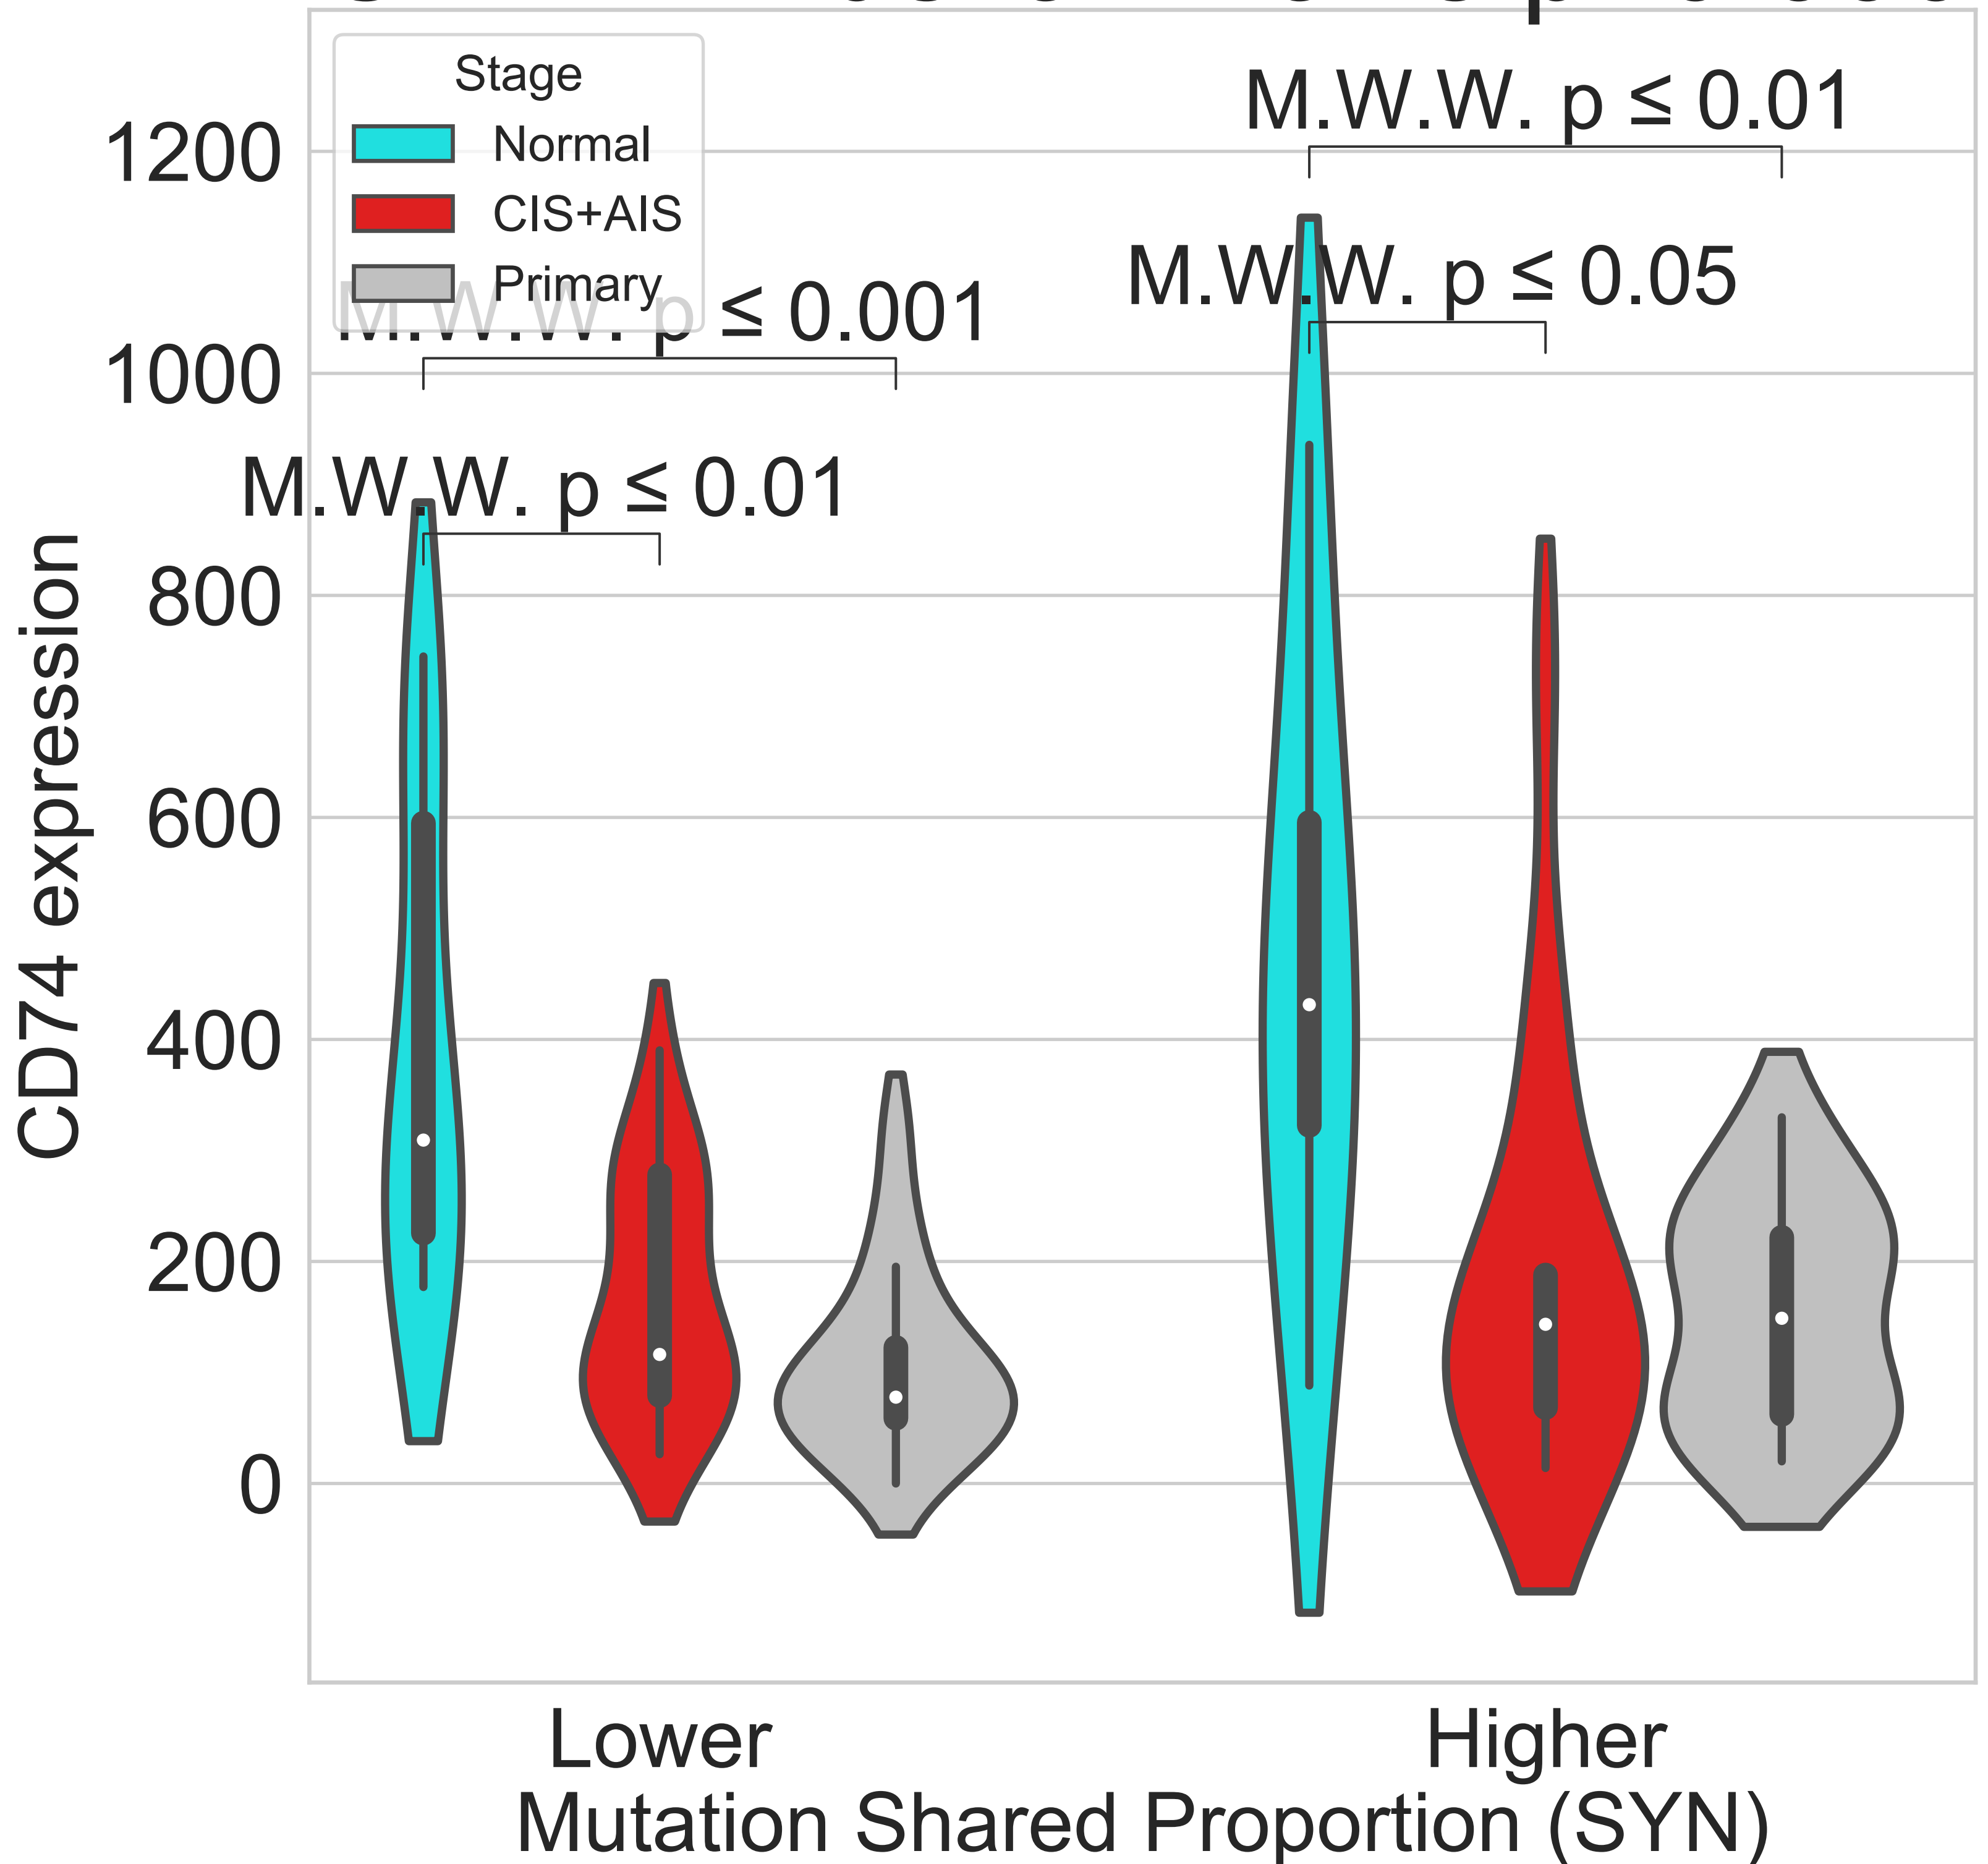 Stage
Normal
CIS+AIS
Primary
M.W.W. p ≤ 0.01
M.W.W. p ≤ 0.05
M.W.W. p ≤ 0.001
M.W.W. p ≤ 0.01
1200
1000
800
600
400
200
0
CD74 expression
Lower
Higher
Mutation Shared Proportion (SYN)